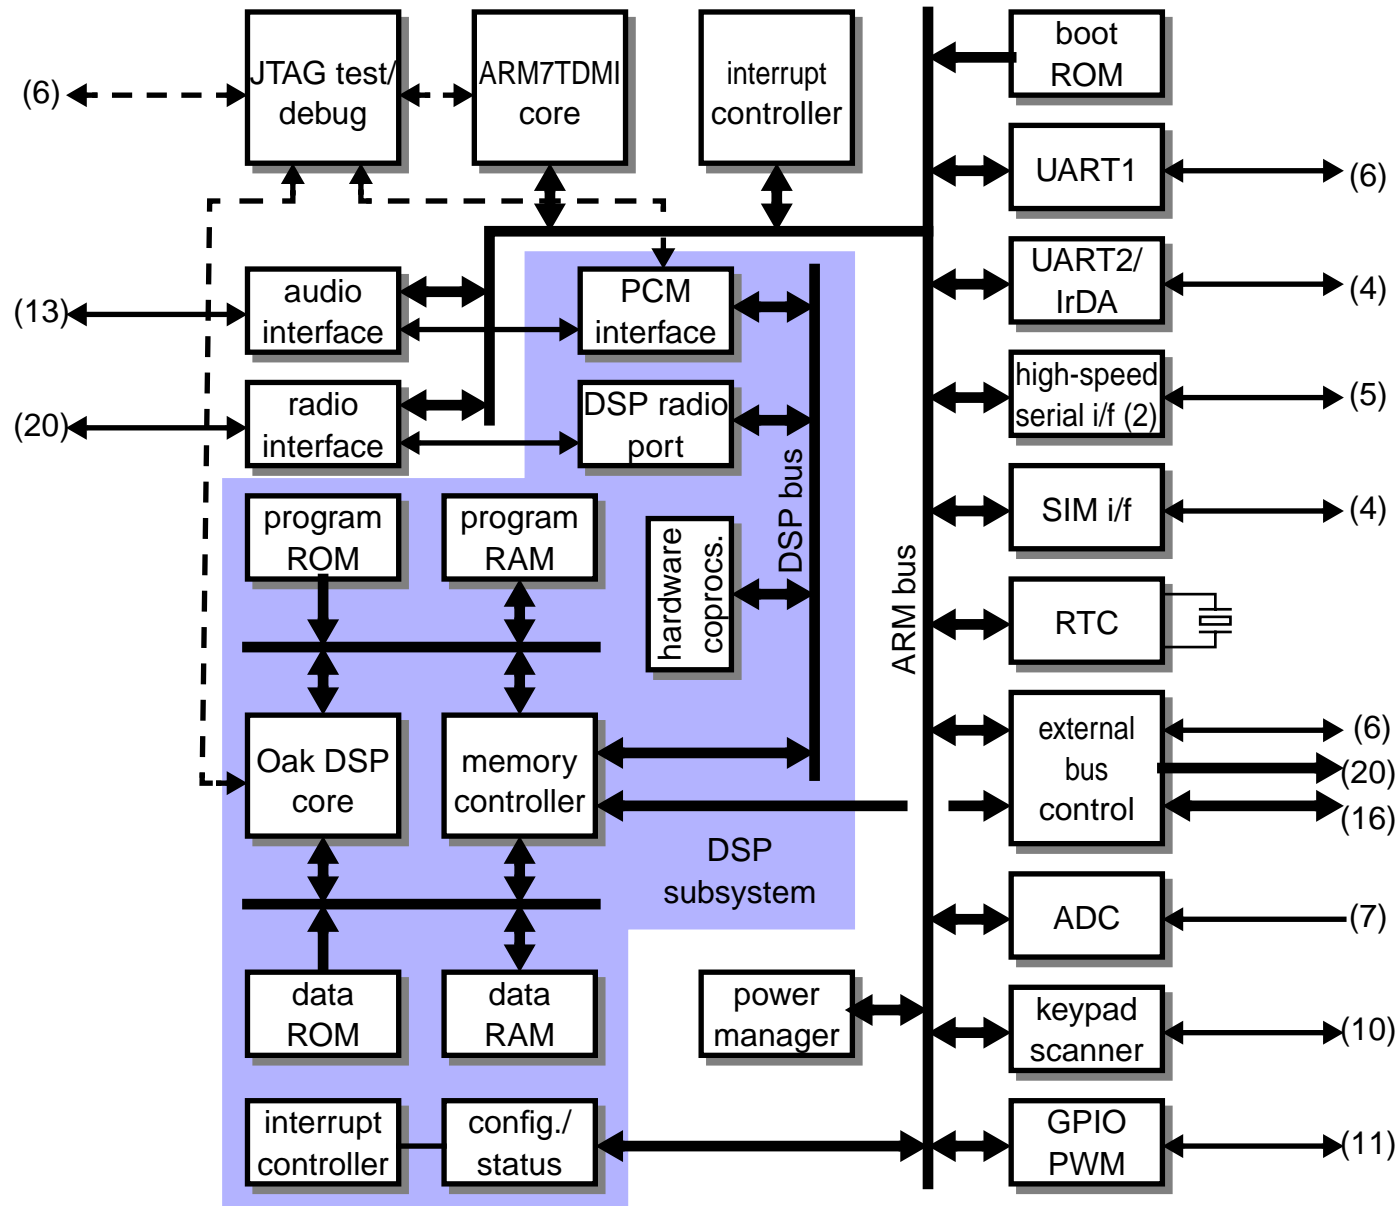 JTAG test/
debug
ARM7TDMI
core
interrupt
controller
boot
ROM
(6)
UART1
(6)
UART2/
IrDA
(4)
audio
interface
(13)
PCM
interface
high-speed
serial i/f (2)
(5)
radio
interface
(20)
DSP radio
port
DSP bus
ARM bus
program
ROM
program
RAM
hardware
coprocs.
SIM i/f
(4)
RTC
Oak DSP
core
memory
controller
external
bus
control
(6)
(20)
(16)
DSP
subsystem
ADC
(7)
data
ROM
data
RAM
power
manager
keypad
scanner
(10)
interrupt
controller
config./
status
GPIO
PWM
(11)